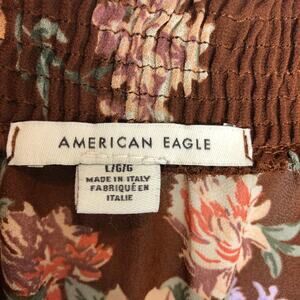 AMERICAN EAGLE
L/G/G
MADE IN ITALY
FABRIQUÉ EN
ITALIE